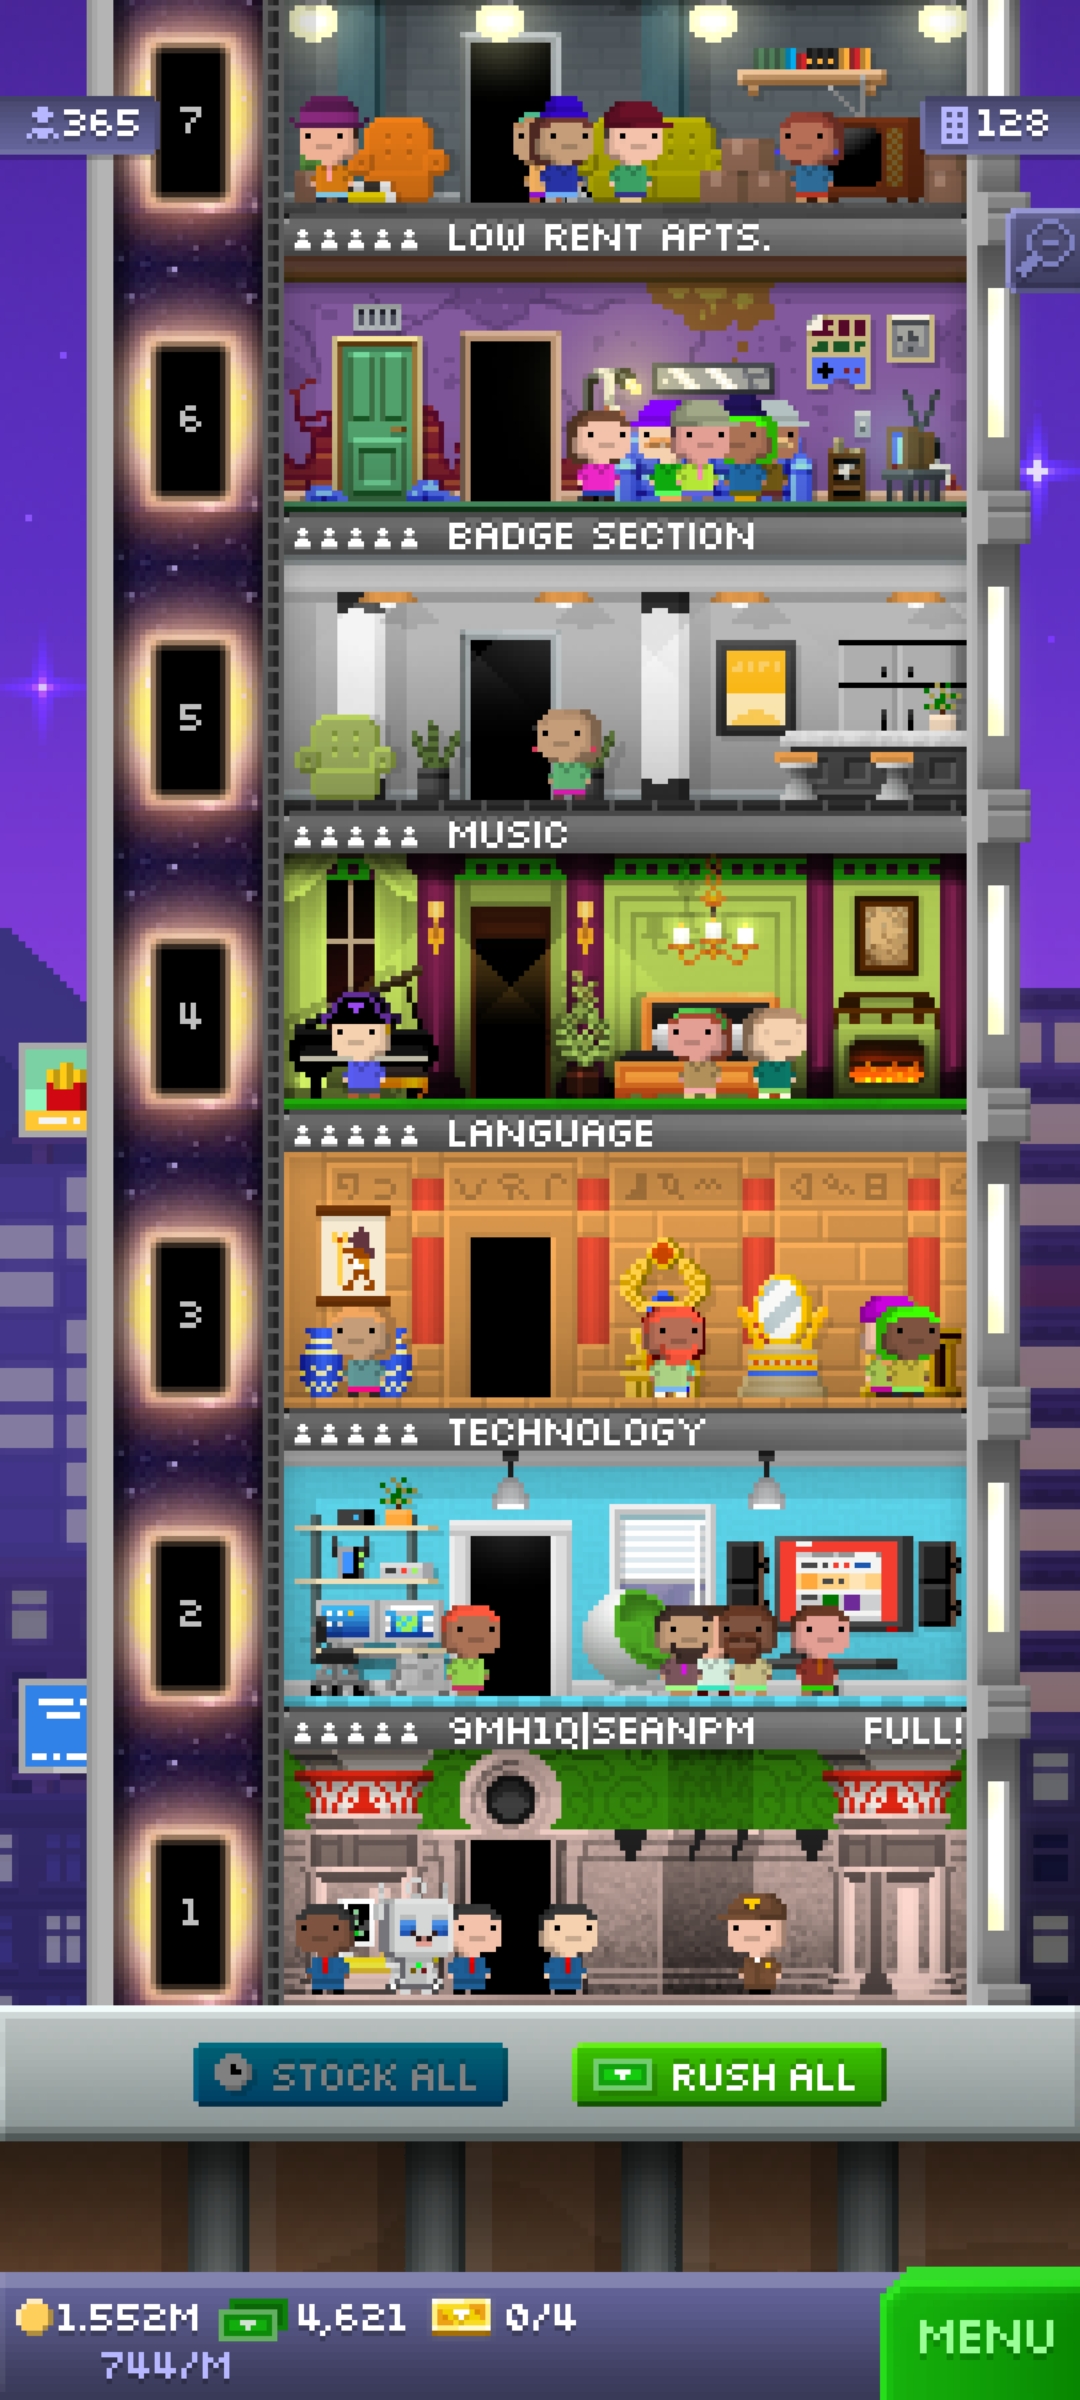 7
365
128
LOW RENT APTS.
6
BADGE SECTION
5
MUSIC
4
LANGUAGE
3
TECHNOLOGY
2
9MH1Q|SEANPM FULL!
1
STOCK ALL
RUSH ALL
1.552M 4,621 0/4
744/M
MENU